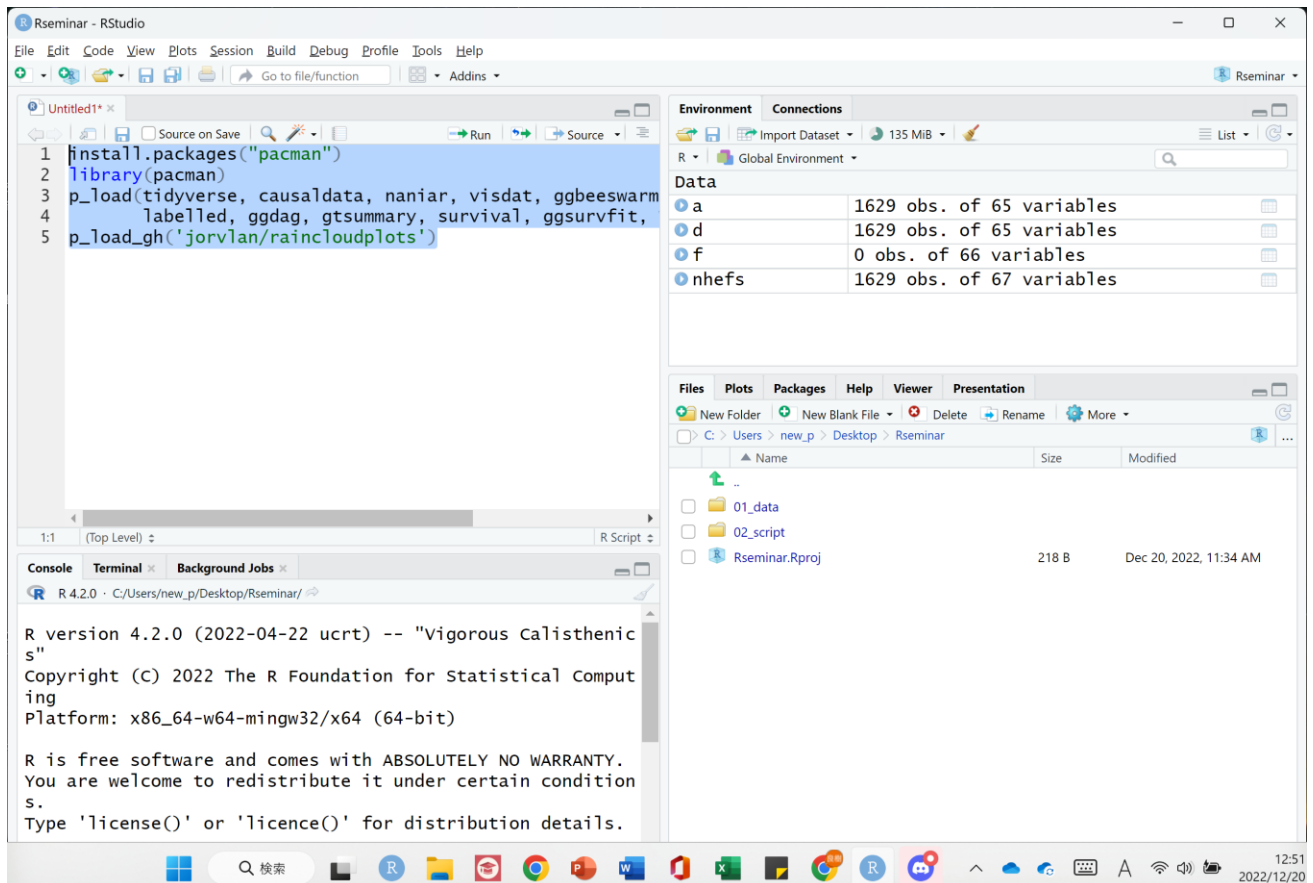 Rseminar - RStudio
File Edit Code View Plots Session Build Debug Profile Tools Help
Go to file/function Addins Rseminar
Untitled1*
Source on Save Run Source
1 install.packages("pacman")
2 library(pacman)
3 p_load(tidyverse, causaldata, naniar, visdat, ggbeeswarm
4 labelled, ggdag, gtsummary, survival, ggsurvfit,
5 p_load_gh('jorvlan/raincloudplots')
1:1 (Top Level) R Script
Console Terminal Background Jobs
R 4.2.0 · C:/Users/new_p/Desktop/Rseminar/
R version 4.2.0 (2022-04-22 ucrt) -- "Vigorous Calisthenic
s"
Copyright (C) 2022 The R Foundation for Statistical Comput
ing
Platform: x86_64-w64-mingw32/x64 (64-bit)
R is free software and comes with ABSOLUTELY NO WARRANTY.
You are welcome to redistribute it under certain condition
s.
Type 'license()' or 'licence()' for distribution details.
Environment Connections
Import Dataset 135 MiB List
R Global Environment
Data
a 1629 obs. of 65 variables
d 1629 obs. of 65 variables
f 0 obs. of 66 variables
nhefs 1629 obs. of 67 variables
Files Plots Packages Help Viewer Presentation
New Folder New Blank File Delete Rename More
C: > Users > new_p > Desktop > Rseminar ...
Name Size Modified
..
01_data
02_script
Rseminar.Rproj 218 B Dec 20, 2022, 11:34 AM
検索 A 12:51
2022/12/20